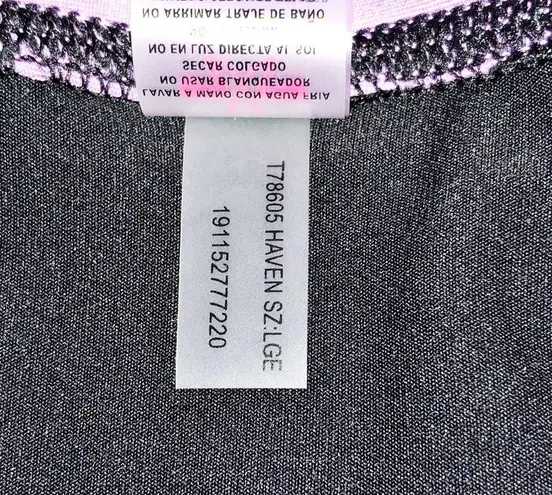 LAVAR A MANO CON AGUA FRIA
NO USAR BLANQUEADOR
SECAR COLGADO
NO EN LUZ DIRECTA AL SOL
NO
NO ARRIMAR TRAJE DE BAÑO
T78605 HAVEN SZ:LGE
191152777220